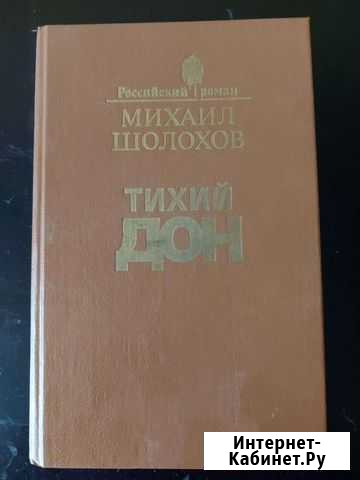 Российский роман
МИХАИЛ
ШОЛОХОВ
ТИХИЙ
ДОН
Интернет-
Кабинет.Ру